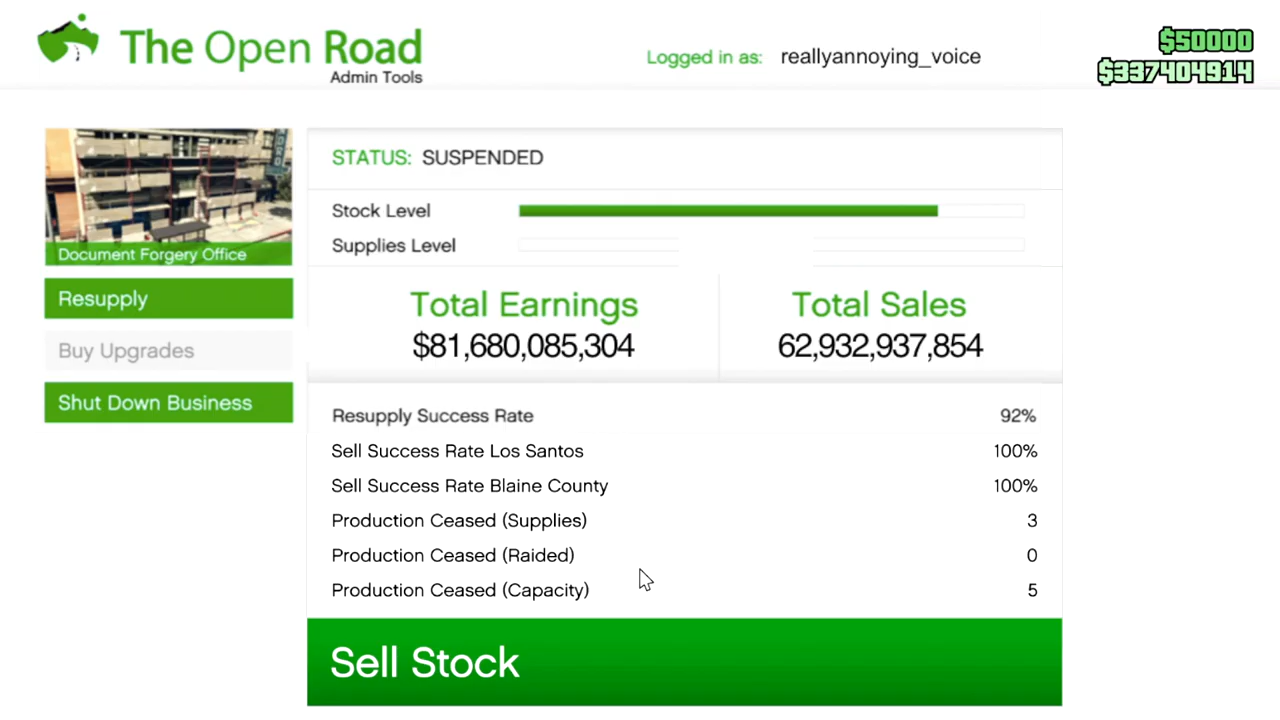 The Open Road
Admin Tools
Logged in as: reallyannoying_voice
$50000
$337404914
Document Forgery Office
Resupply
Buy Upgrades
Shut Down Business
STATUS: SUSPENDED
Stock Level
Supplies Level
Total Earnings
$81,680,085,304
Total Sales
62,932,937,854
Resupply Success Rate 92%
Sell Success Rate Los Santos 100%
Sell Success Rate Blaine County 100%
Production Ceased (Supplies) 3
Production Ceased (Raided) 0
Production Ceased (Capacity) 5
Sell Stock